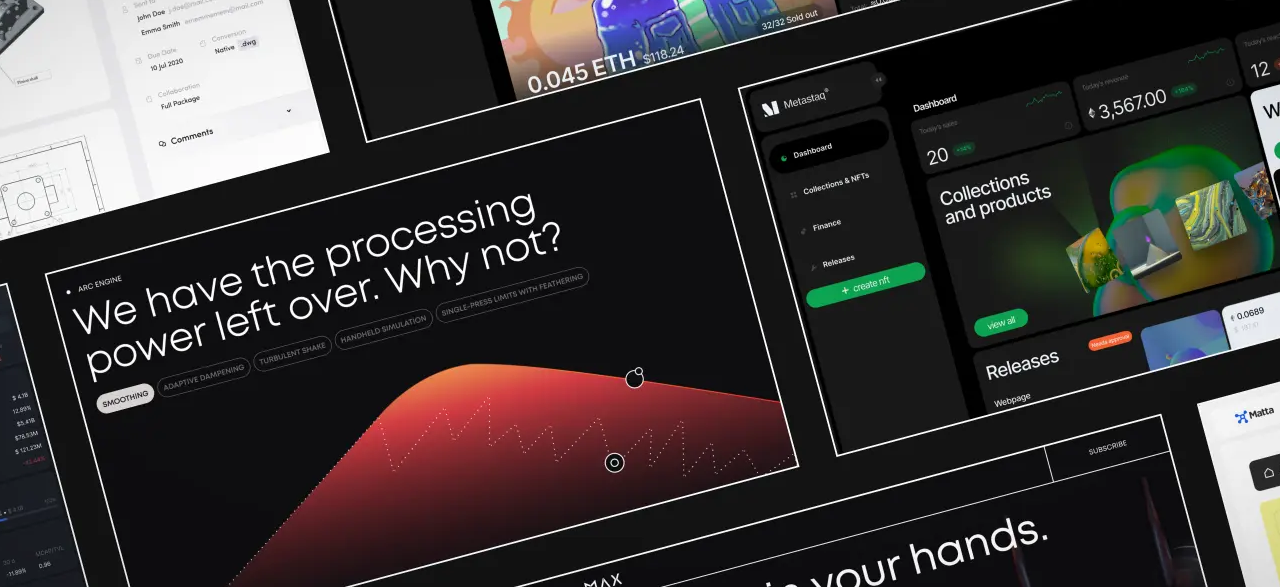 Sent to
John Doe
Emma Smith
Due Date
10 Jul 2020
Conversion
Native .dwg
Collaboration
Full Package
Comments
0.045 ETH $118.24
32/32 Sold out
ARC ENGINE
We have the processing
power left over. Why not?
SMOOTHING
ADAPTIVE DAMPENING
TURBULENT SHAKE
HANDHELD SIMULATION
SINGLE-PRESS LIMITS WITH FEATHERING
Metastaq®
Dashboard
Collections & NFTs
Finance
Releases
+ create nft
Dashboard
Today's sales
20
Today's revenue
3,567.00
12
Collections
and products
view all
Releases
Needs approval
Webpage
0.0689
$ 4.18
12.89%
$5.41B
$78.53M
$ 121.23M
-11.89%
0.96
MAX
your hands.
SUBSCRIBE
Matta